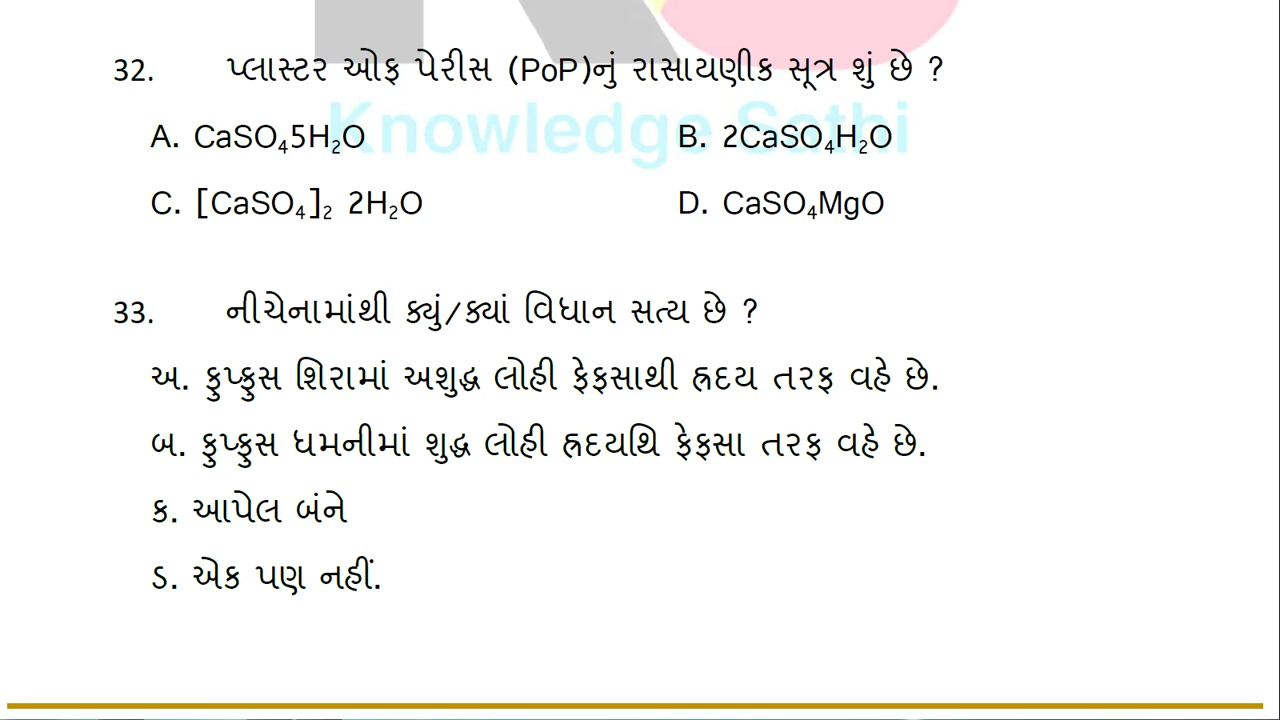 32. પ્લાસ્ટર ઓફ પેરીસ (PoP)નું રાસાયણીક સૂત્ર શું છે ?
Knowledge Sathi
A. CaSO₄5H₂O B. 2CaSO₄H₂O
C. [CaSO₄]₂ 2H₂O D. CaSO₄MgO
33. નીચેનામાંથી ક્યું/ક્યાં વિધાન સત્ય છે ?
અ. ફુપ્ફુસ શિરામાં અશુદ્ધ લોહી ફેફસાથી હ્રદય તરફ વહે છે.
બ. ફુપ્ફુસ ધમનીમાં શુદ્ધ લોહી હ્રદયથિ ફેફસા તરફ વહે છે.
ક. આપેલ બંને
ડ. એક પણ નહીં.